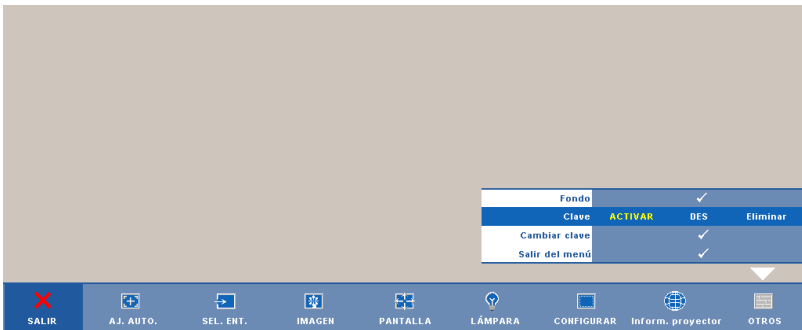 Fondo
Clave ACTIVAR DES Eliminar
Cambiar clave
Salir del menú
SALIR AJ. AUTO. SEL. ENT. IMAGEN PANTALLA LÁMPARA CONFIGURAR Inform. proyector OTROS